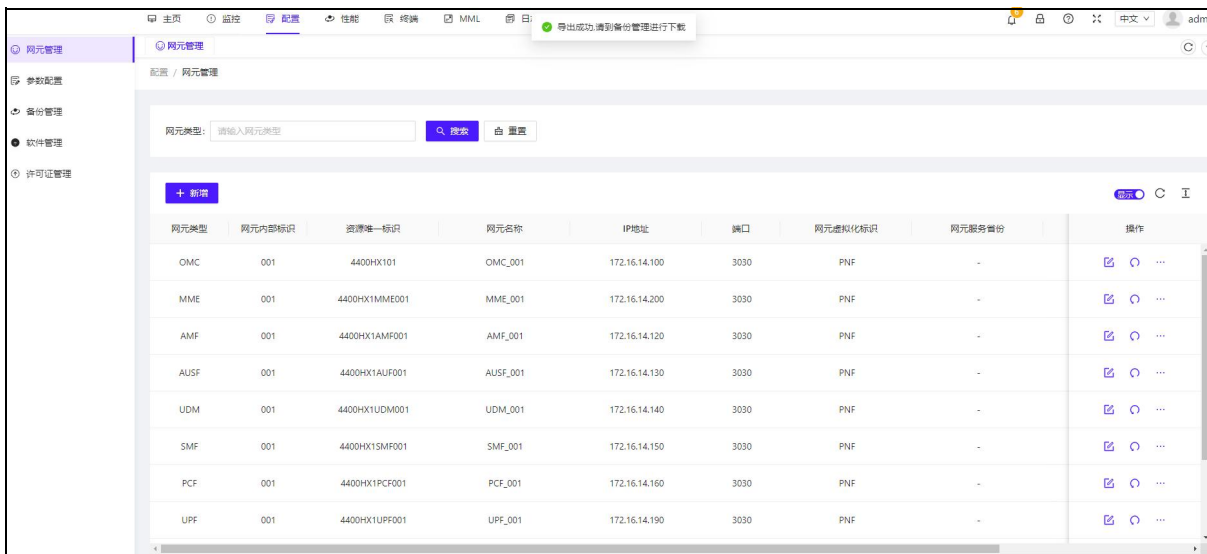 主页 监控 配置 性能 终端 MML 日 导出成功,请到备份管理进行下载 中文 adm
网元管理
参数配置
备份管理
软件管理
许可证管理
网元管理
配置 / 网元管理
网元类型: 请输入网元类型 搜索 重置
新增 显示
网元类型 网元内部标识 资源唯一标识 网元名称 IP地址 端口 网元虚拟化标识 网元服务省份 操作
OMC 001 4400HX101 OMC_001 172.16.14.100 3030 PNF -
MME 001 4400HX1MME001 MME_001 172.16.14.200 3030 PNF -
AMF 001 4400HX1AMF001 AMF_001 172.16.14.120 3030 PNF -
AUSF 001 4400HX1AUF001 AUSF_001 172.16.14.130 3030 PNF -
UDM 001 4400HX1UDM001 UDM_001 172.16.14.140 3030 PNF -
SMF 001 4400HX1SMF001 SMF_001 172.16.14.150 3030 PNF -
PCF 001 4400HX1PCF001 PCF_001 172.16.14.160 3030 PNF -
UPF 001 4400HX1UPF001 UPF_001 172.16.14.190 3030 PNF -